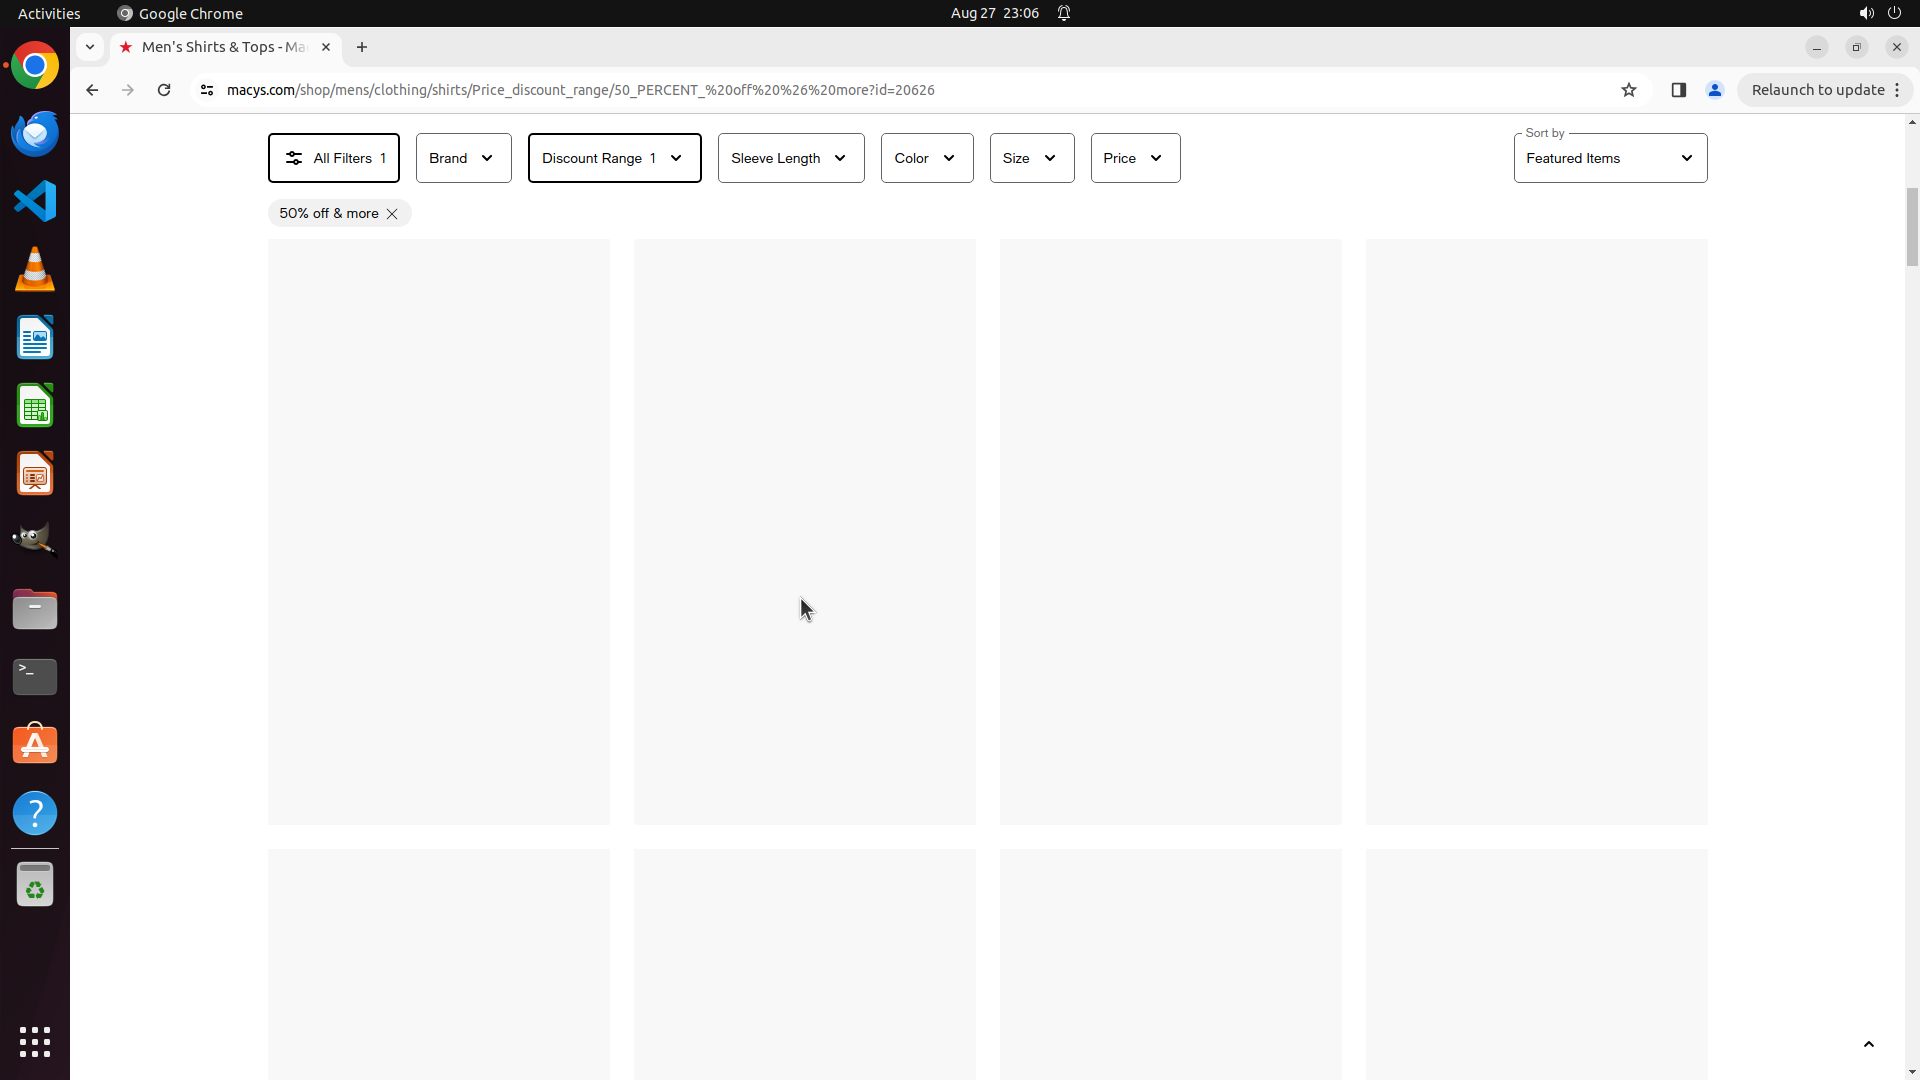 Activities
Google Chrome
Aug 27 23:06
Men's Shirts & Tops - Ma
macys.com/shop/mens/clothing/shirts/Price_discount_range/50_PERCENT_%20off%20%26%20more?id=20626
Relaunch to update
All Filters 1
Brand
Discount Range 1
Sleeve Length
Color
Size
Price
Sort by
Featured Items
50% off & more